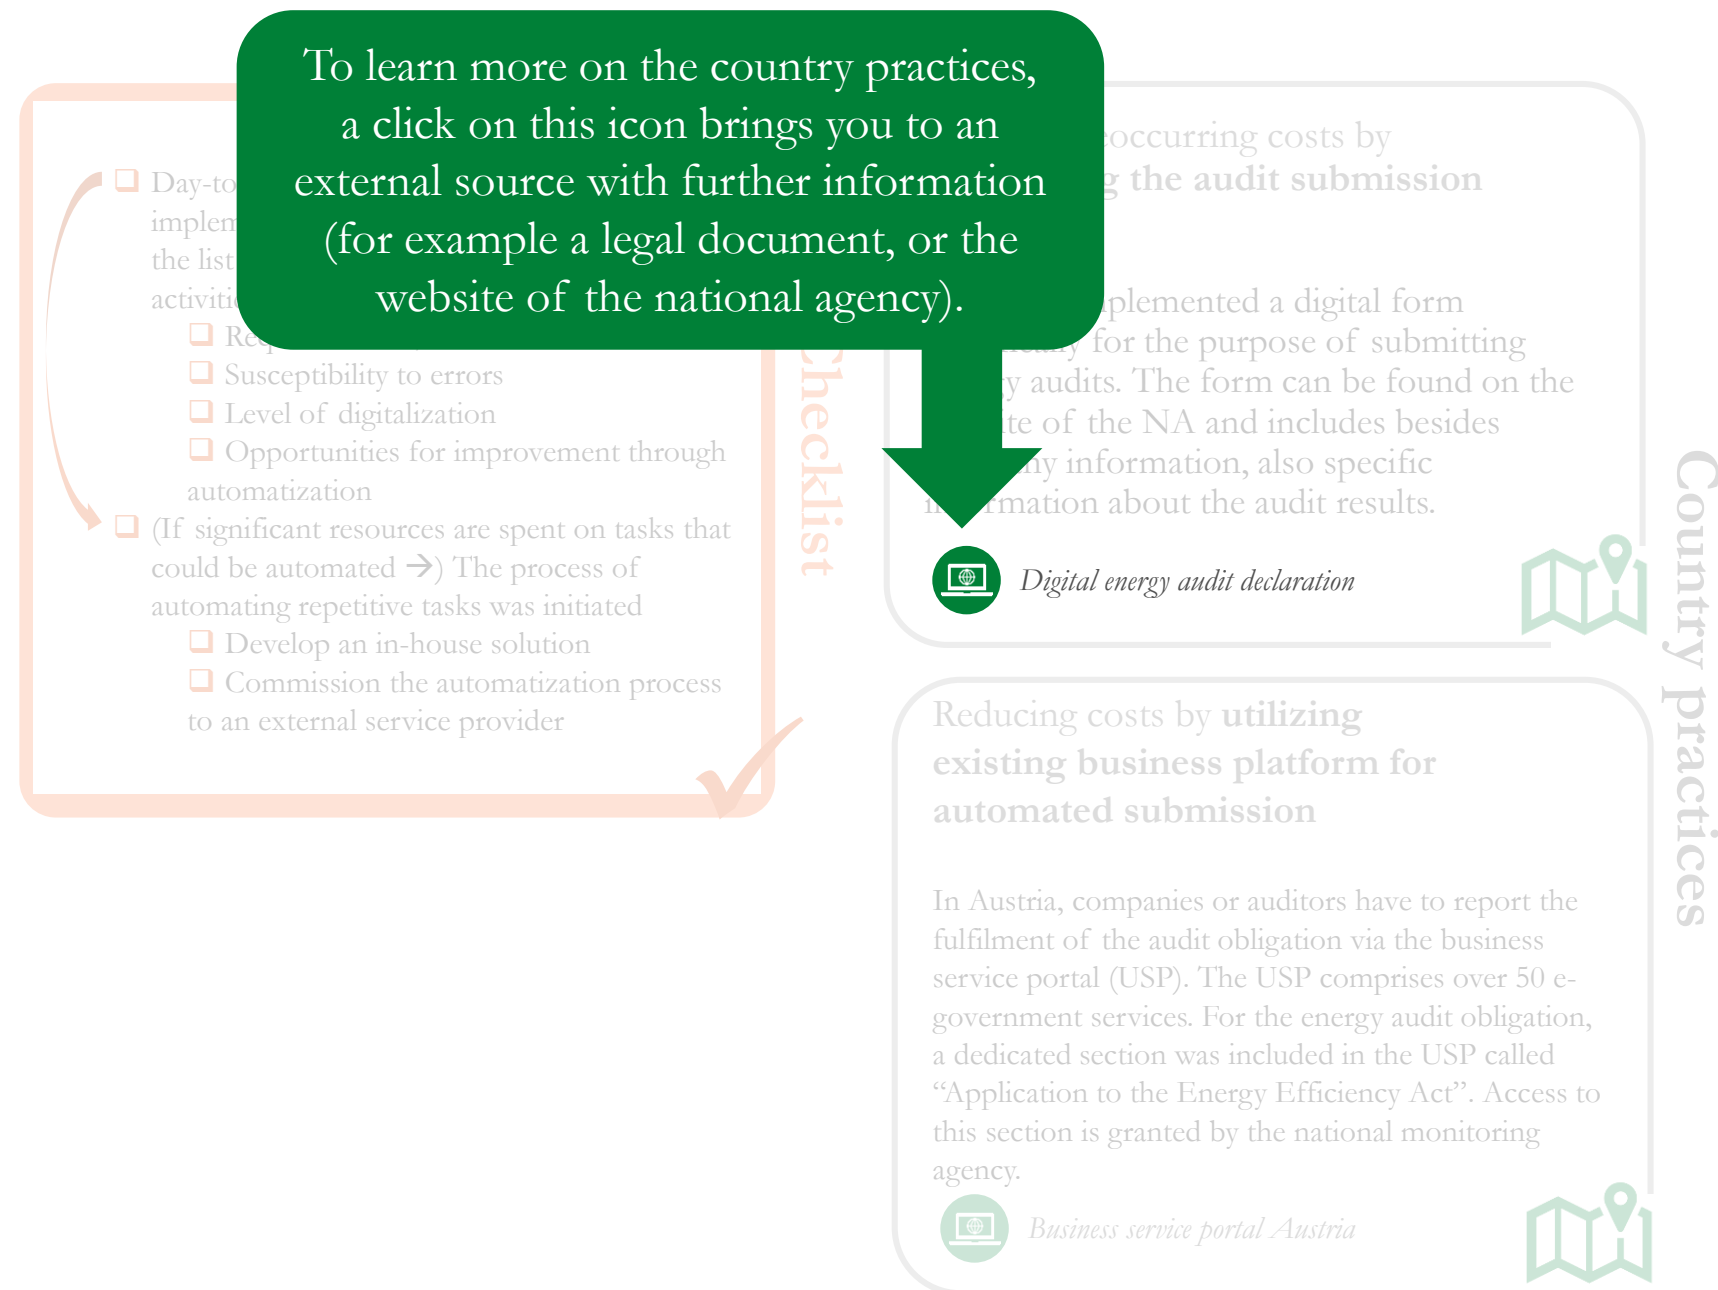 To learn more on the country practices,
a click on this icon brings you to an
external source with further information
(for example a legal document, or the
website of the national agency).
Day-to
implem
the list
activitie
Req
❑ Susceptibility to errors
❑ Level of digitalization
❑ Opportunities for improvement through
automatization
❑ (If significant resources are spent on tasks that
could be automated →) The process of
automating repetitive tasks was initiated
❑ Develop an in-house solution
❑ Commission the automatization process
to an external service provider
Checklist
eoccurring costs by
g the audit submission
plemented a digital form
cally for the purpose of submitting
y audits. The form can be found on the
ite of the NA and includes besides
ny information, also specific
rmation about the audit results.
Digital energy audit declaration
Reducing costs by utilizing
existing business platform for
automated submission
In Austria, companies or auditors have to report the
fulfilment of the audit obligation via the business
service portal (USP). The USP comprises over 50 e-
government services. For the energy audit obligation,
a dedicated section was included in the USP called
“Application to the Energy Efficiency Act”. Access to
this section is granted by the national monitoring
agency.
Business service portal Austria
Country practices